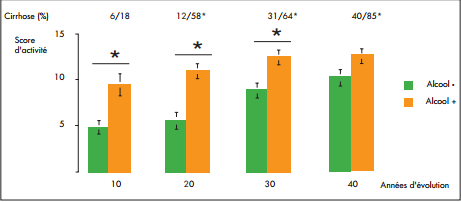 Cirrhose (%) 6/18 12/58* 31/64* 40/85*
Score
d'activité
15
* * *
10
5
Alcool -
Alcool +
10 20 30 40 Années d'évolution